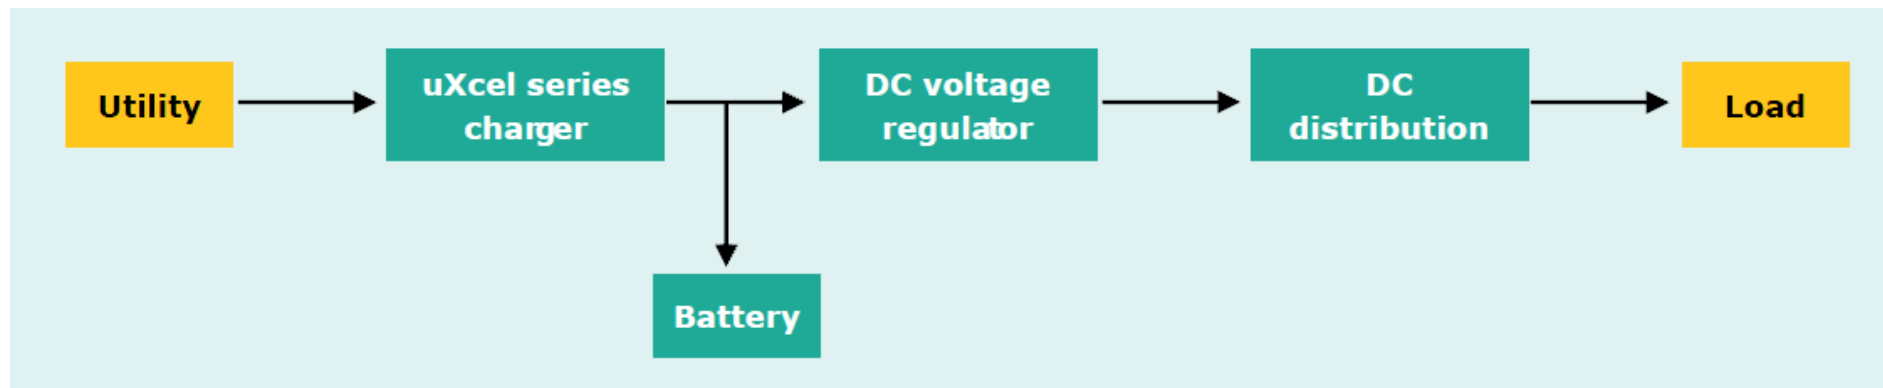 Utility
uXcel series
charger
DC voltage
regulator
DC
distribution
Load
Battery